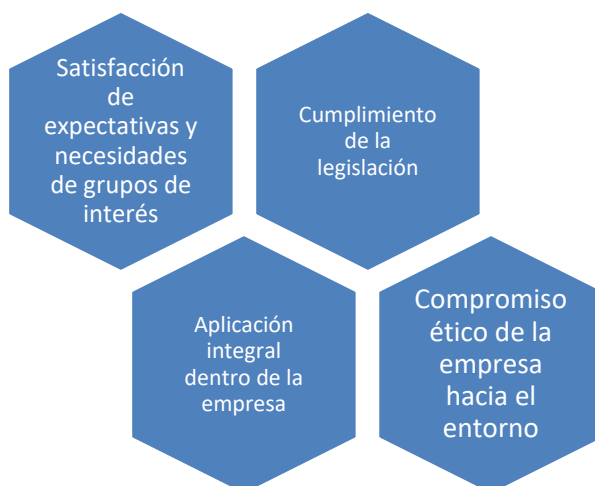 Satisfacción
de
expectativas y
necesidades
de grupos de
interés
Cumplimiento
de la
legislación
Aplicación
integral
dentro de la
empresa
Compromiso
ético de la
empresa
hacia el
entorno